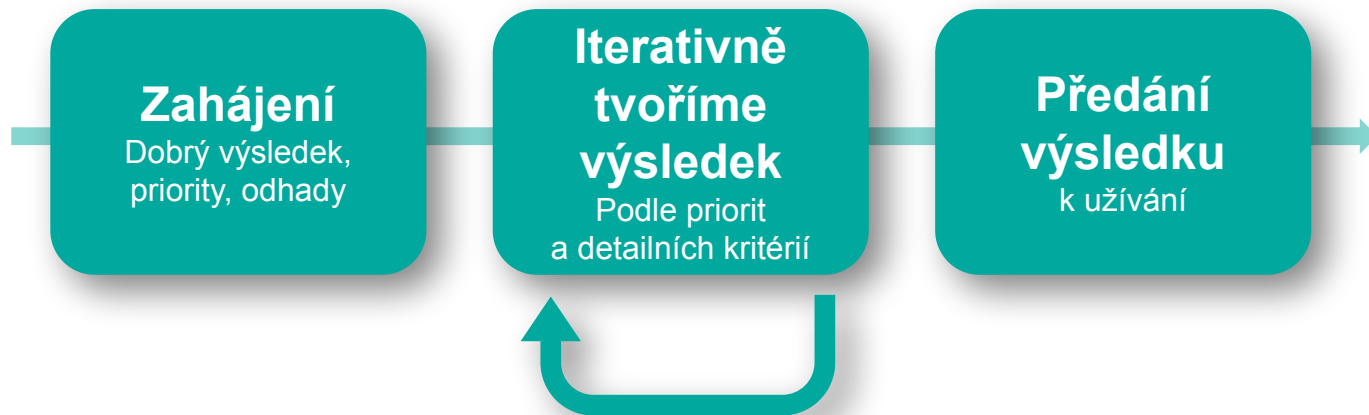 Zahájení
Dobrý výsledek,
priority, odhady
Iterativně
tvoříme
výsledek
Podle priorit
a detailních kritérií
Předání
výsledku
k užívání